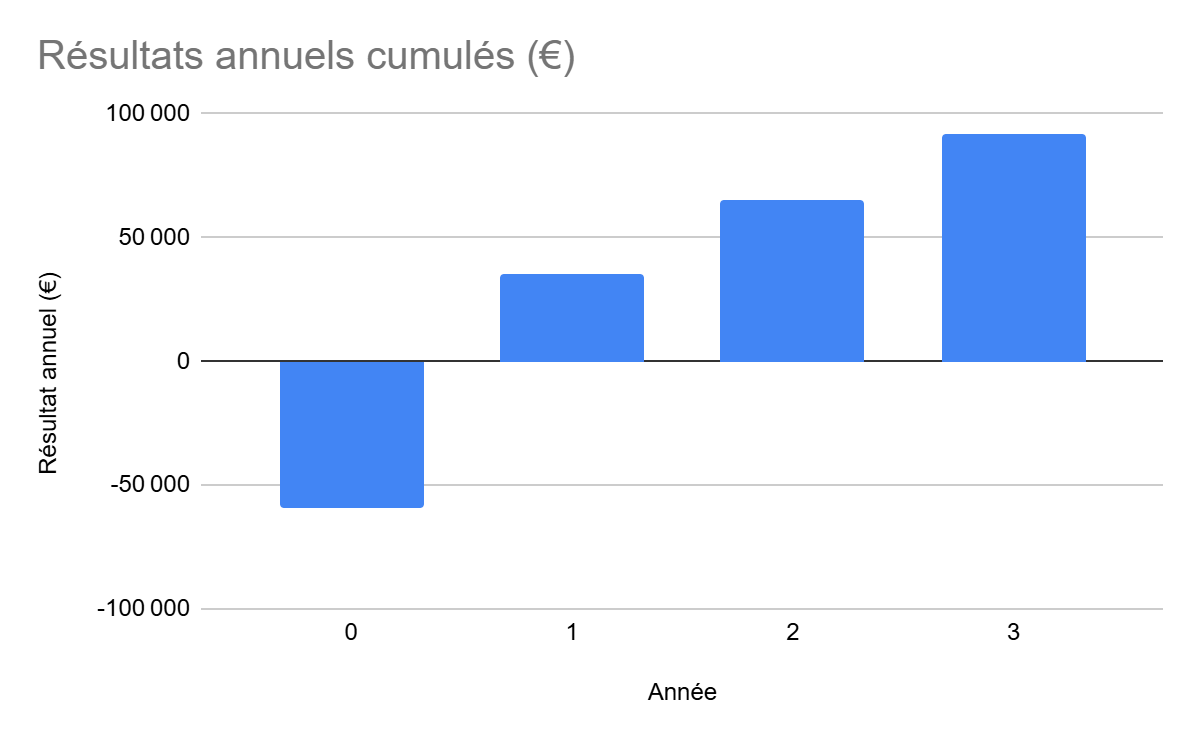 Résultats annuels cumulés (€)
Résultat annuel (€)
100 000
50 000
0
-50 000
-100 000
0 1 2 3
Année